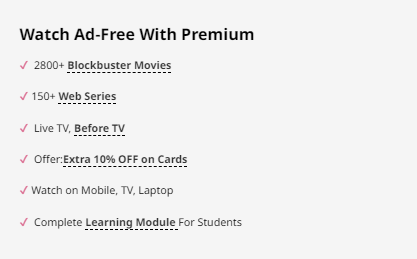 Watch Ad-Free With Premium
✓ 2800+ Blockbuster Movies
✓ 150+ Web Series
✓ Live TV, Before TV
✓ Offer:Extra 10% OFF on Cards
✓ Watch on Mobile, TV, Laptop
✓ Complete Learning Module For Students